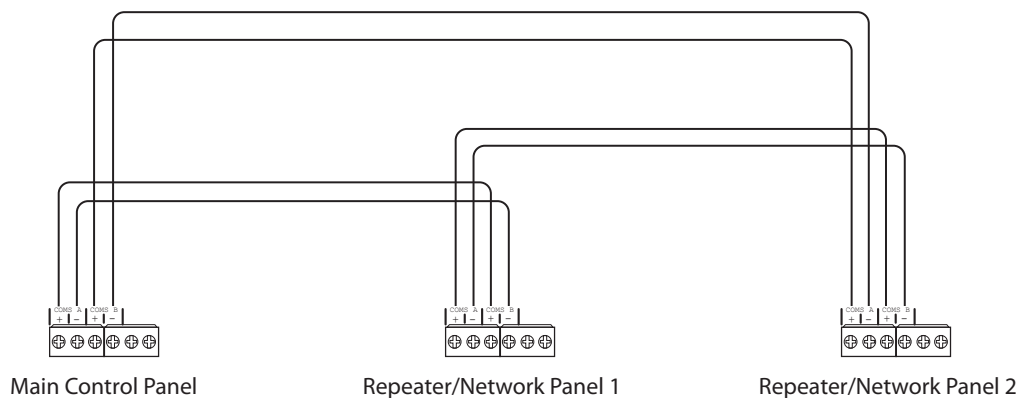 COMS A COMS B
+ - + -
COMS A COMS B
+ - + -
COMS A COMS B
+ - + -
Main Control Panel
Repeater/Network Panel 1
Repeater/Network Panel 2